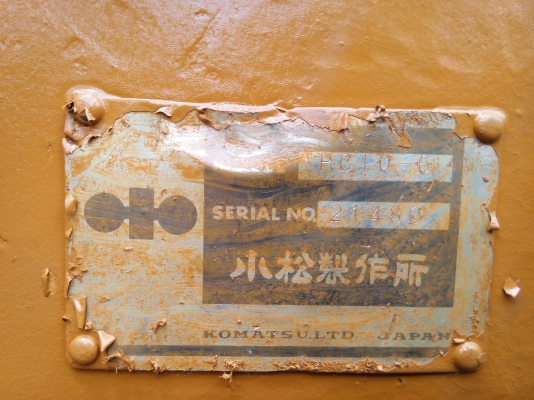 PC10-6
SERIAL NO. 21480
小松製作所
KOMATSU.LTD JAPAN